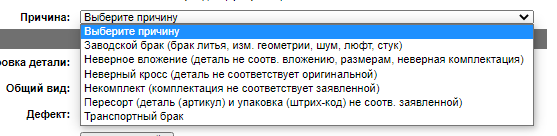 Причина: Выберите причину
Выберите причину
Заводской брак (брак литья, изм. геометрии, шум, люфт, стук)
Неверное вложение (деталь не соотв. вложению, размерам, неверная комплектация)
Неверный кросс (деталь не соответствует оригинальной)
Некомплект (комплектация не соответствует заявленной)
Пересорт (деталь (артикул) и упаковка (штрих-код) не соотв. заявленной)
Транспортный брак
ровка детали:
Общий вид:
Дефект: